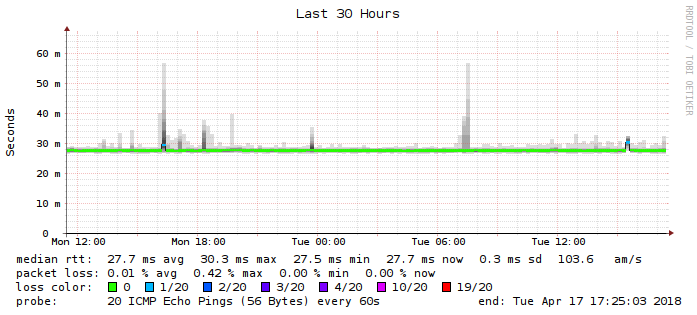 Last 30 Hours
RRDTOOL / TOBI OETIKER
Seconds
60 m
50 m
40 m
30 m
20 m
10 m
0
Mon 12:00 Mon 18:00 Tue 00:00 Tue 06:00 Tue 12:00
median rtt: 27.7 ms avg 30.3 ms max 27.5 ms min 27.7 ms now 0.3 ms sd 103.6 am/s
packet loss: 0.01 % avg 0.42 % max 0.00 % min 0.00 % now
loss color: 0 1/20 2/20 3/20 4/20 10/20 19/20
probe: 20 ICMP Echo Pings (56 Bytes) every 60s end: Tue Apr 17 17:25:03 2018